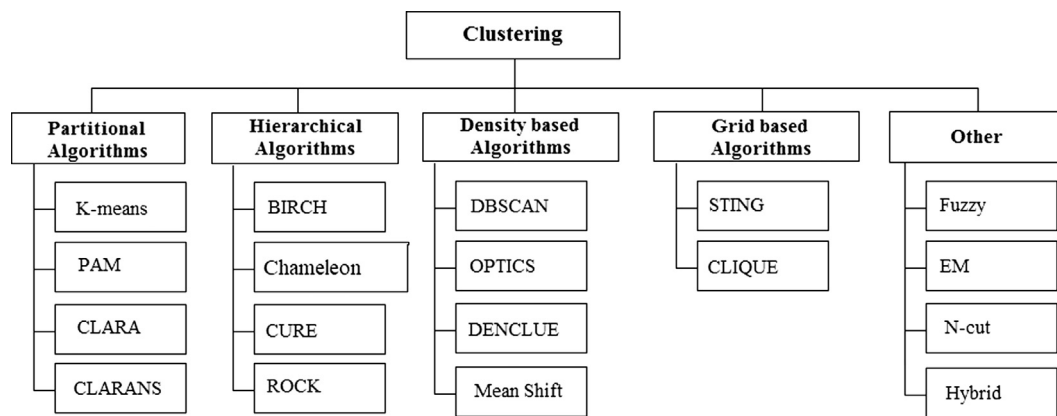 Clustering
Partitional
Algorithms
K-means
PAM
CLARA
CLARANS
Hierarchical
Algorithms
BIRCH
Chameleon
CURE
ROCK
Density based
Algorithms
DBSCAN
OPTICS
DENCLUE
Mean Shift
Grid based
Algorithms
STING
CLIQUE
Other
Fuzzy
EM
N-cut
Hybrid